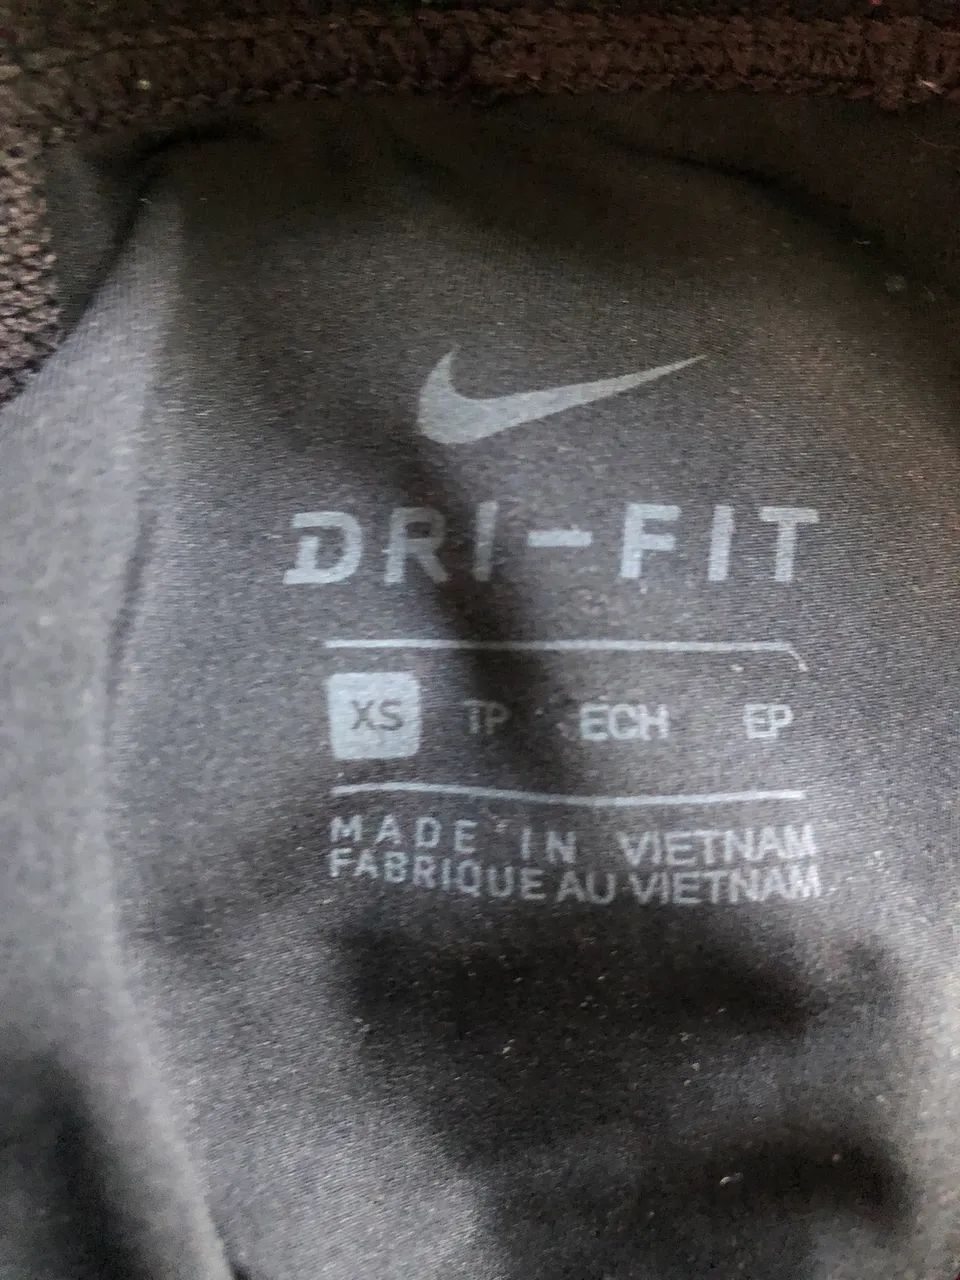 DRI-FIT
XS TP ECH EP
MADE IN VIETNAM
FABRIQUE AU VIETNAM